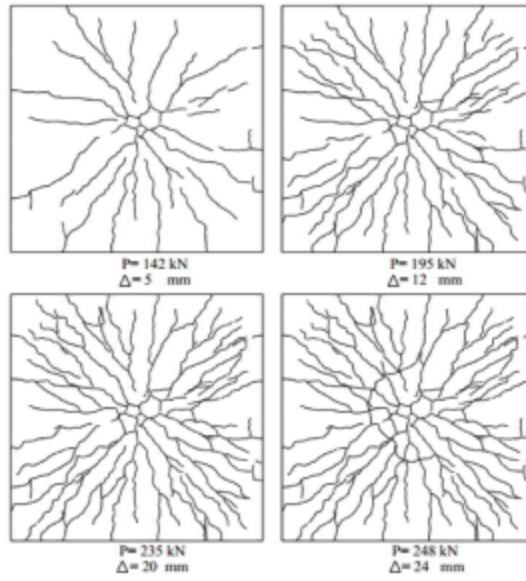 P= 142 kN
Δ= 5 mm
P= 195 kN
Δ= 12 mm
P= 235 kN
Δ= 20 mm
P= 248 kN
Δ= 24 mm